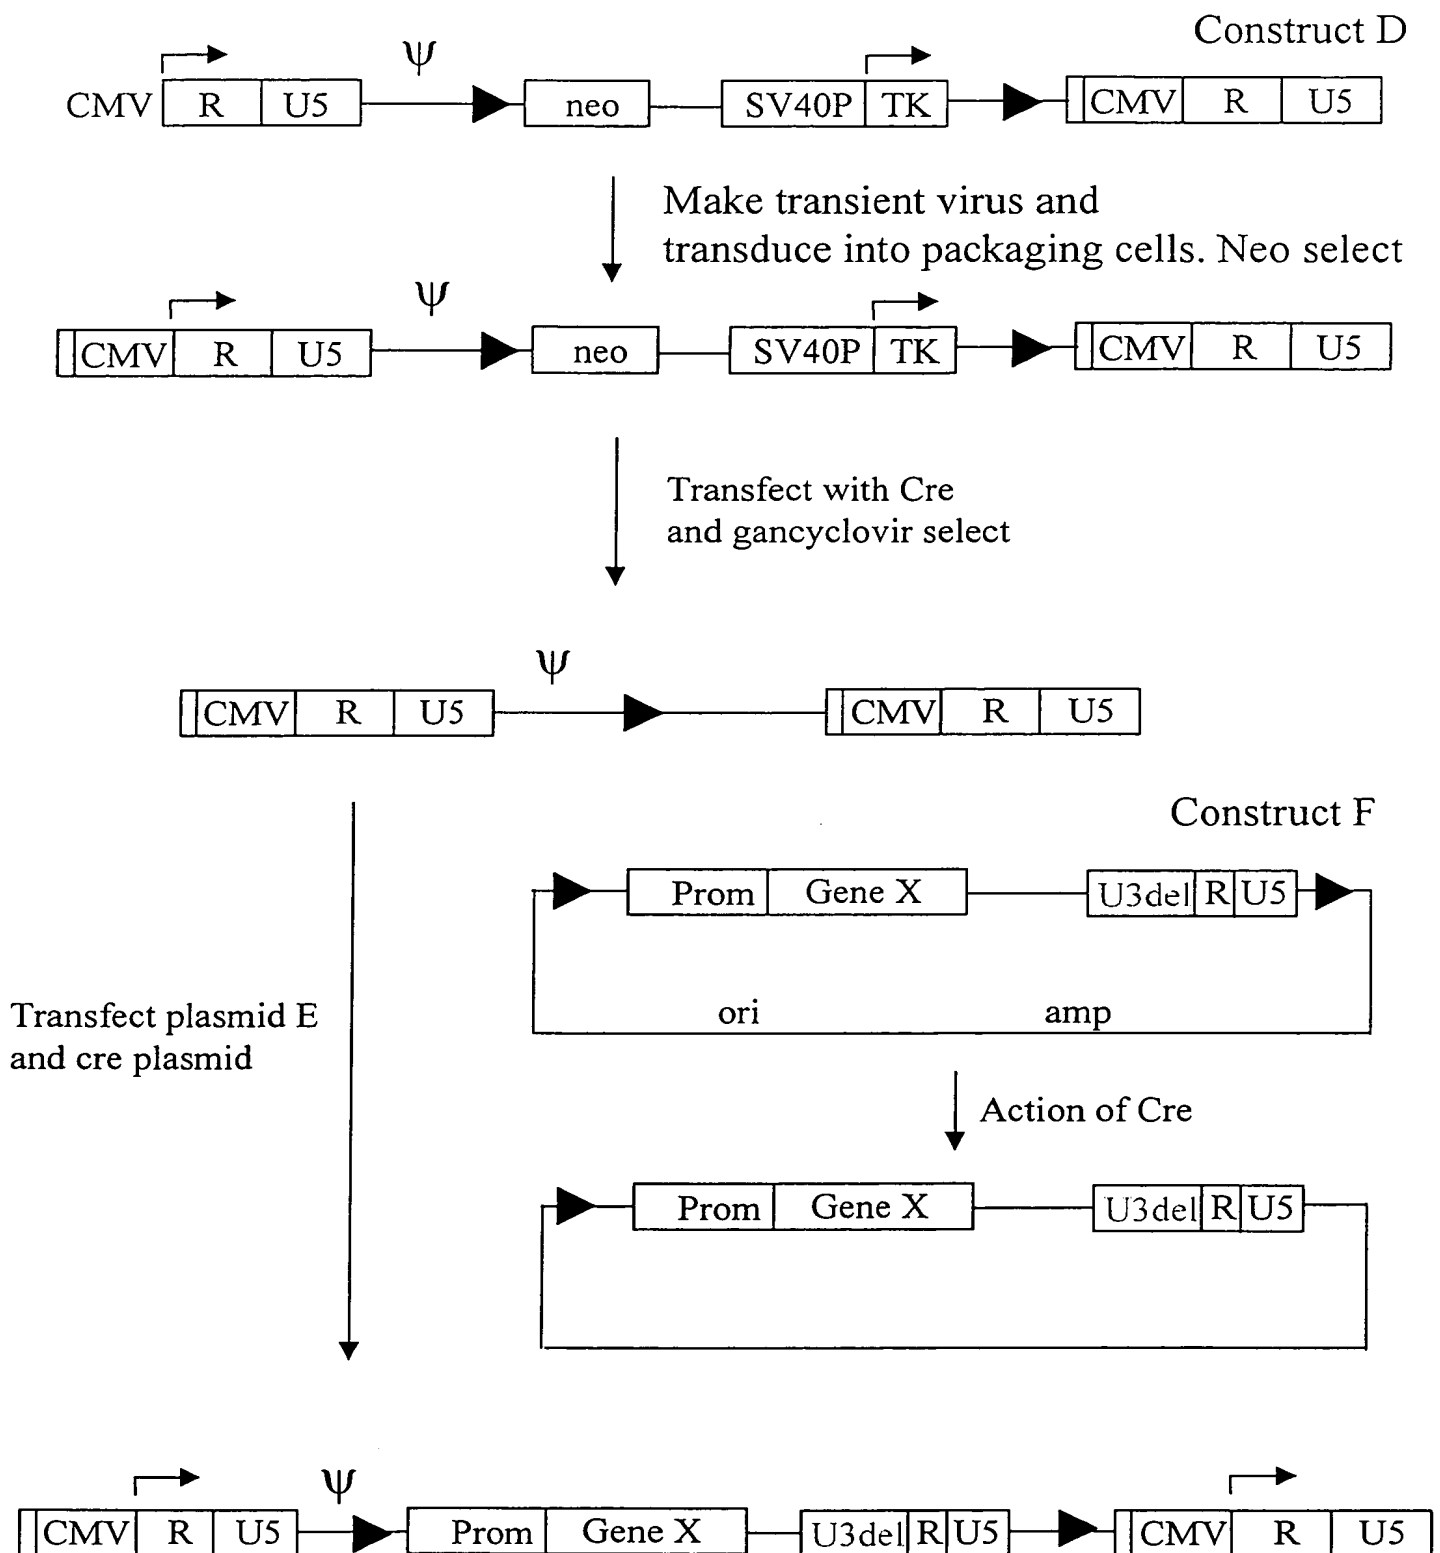 Construct D
ψ
CMV R U5 neo SV40P TK CMV R U5
Make transient virus and
transduce into packaging cells. Neo select
ψ
CMV R U5 neo SV40P TK CMV R U5
Transfect with Cre
and gancyclovir select
ψ
CMV R U5 CMV R U5
Construct F
Prom Gene X U3del R U5
ori amp
Transfect plasmid E
and cre plasmid
Action of Cre
Prom Gene X U3del R U5
ψ
CMV R U5 Prom Gene X U3del R U5 CMV R U5